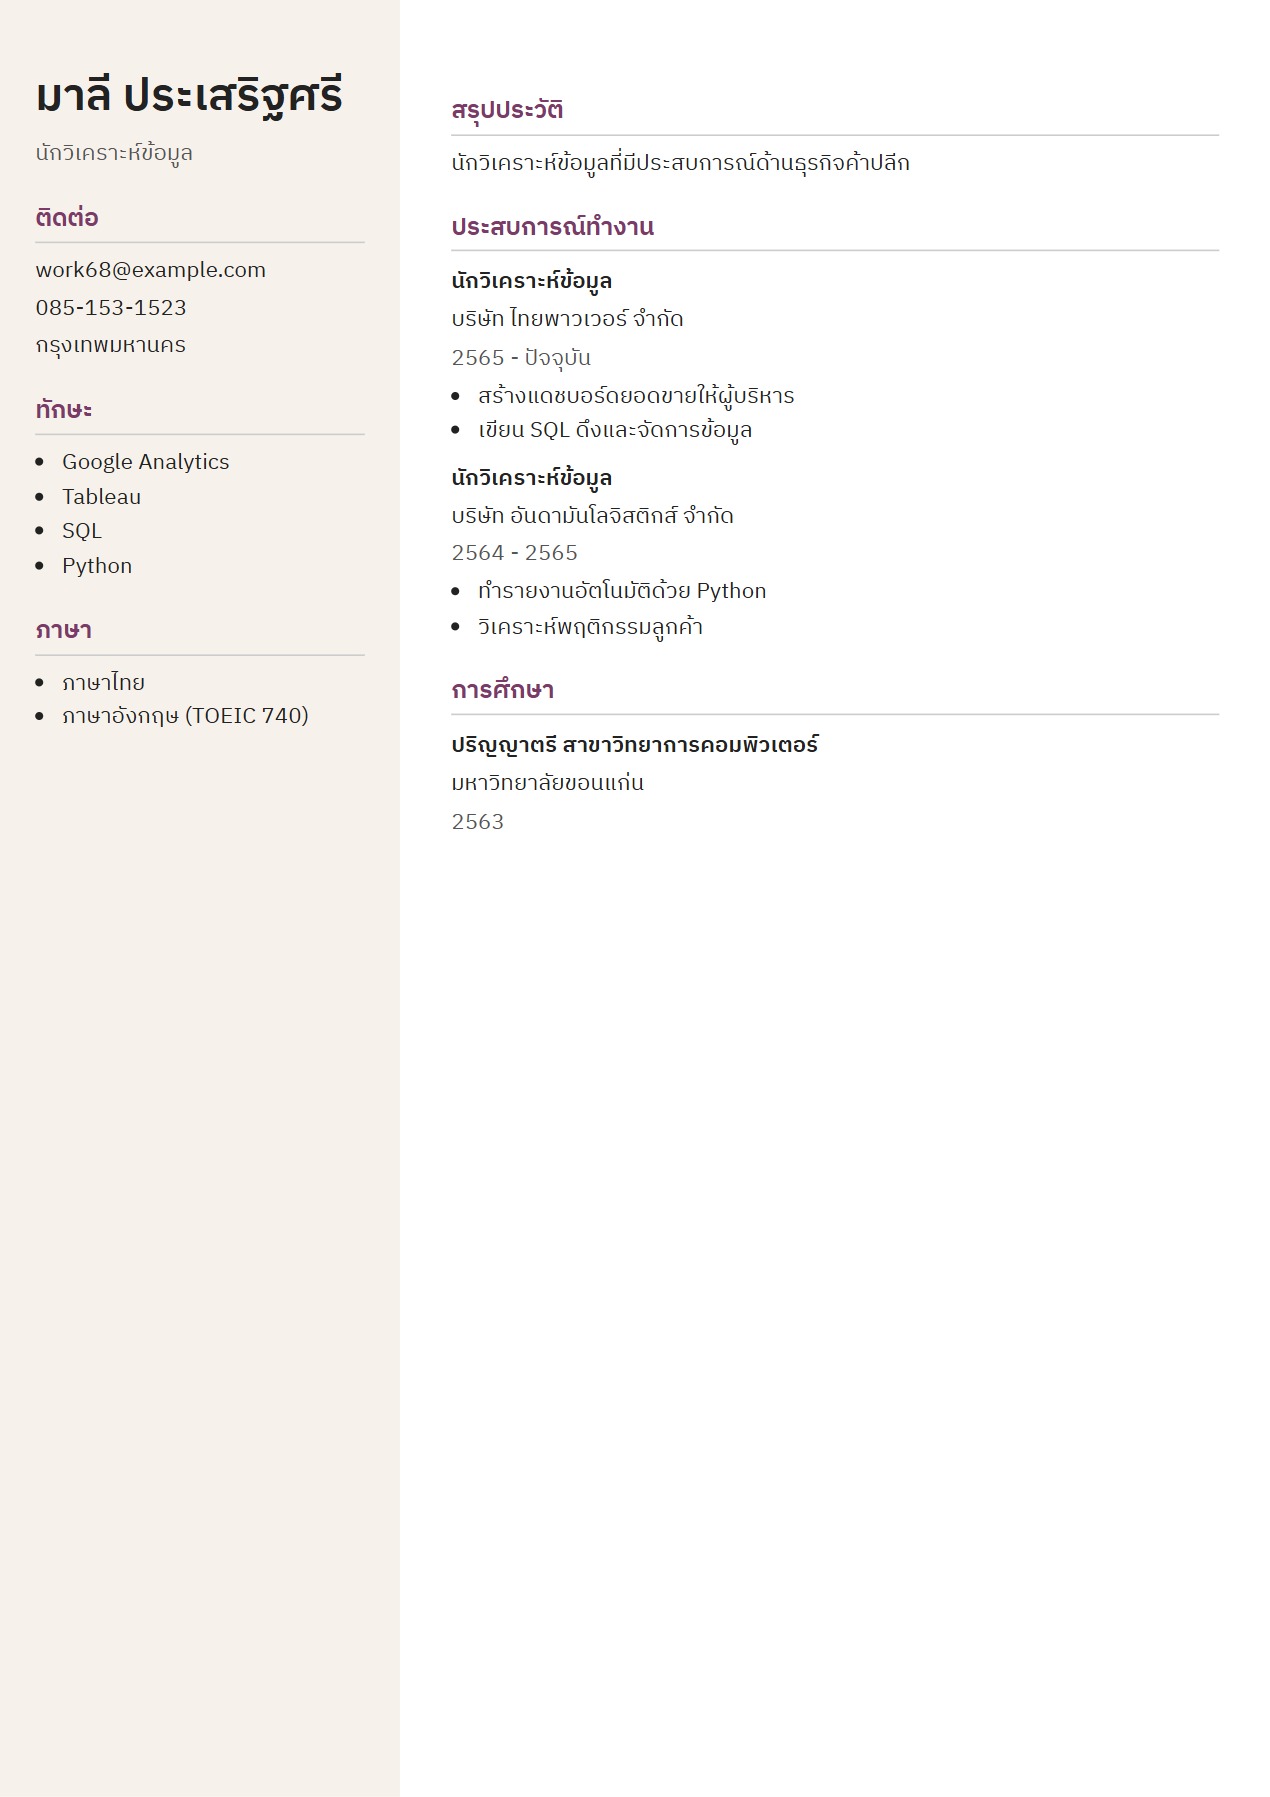 มาลี ประเสริฐศรี
นักวิเคราะห์ข้อมูล
ติดต่อ
work68@example.com
085-153-1523
กรุงเทพมหานคร
ทักษะ
• Google Analytics
• Tableau
• SQL
• Python
ภาษา
• ภาษาไทย
• ภาษาอังกฤษ (TOEIC 740)
สรุปประวัติ
นักวิเคราะห์ข้อมูลที่มีประสบการณ์ด้านธุรกิจค้าปลีก
ประสบการณ์ทำงาน
นักวิเคราะห์ข้อมูล
บริษัท ไทยพาวเวอร์ จำกัด
2565 - ปัจจุบัน
• สร้างแดชบอร์ดยอดขายให้ผู้บริหาร
• เขียน SQL ดึงและจัดการข้อมูล
นักวิเคราะห์ข้อมูล
บริษัท อันดามันโลจิสติกส์ จำกัด
2564 - 2565
• ทำรายงานอัตโนมัติด้วย Python
• วิเคราะห์พฤติกรรมลูกค้า
การศึกษา
ปริญญาตรี สาขาวิทยาการคอมพิวเตอร์
มหาวิทยาลัยขอนแก่น
2563